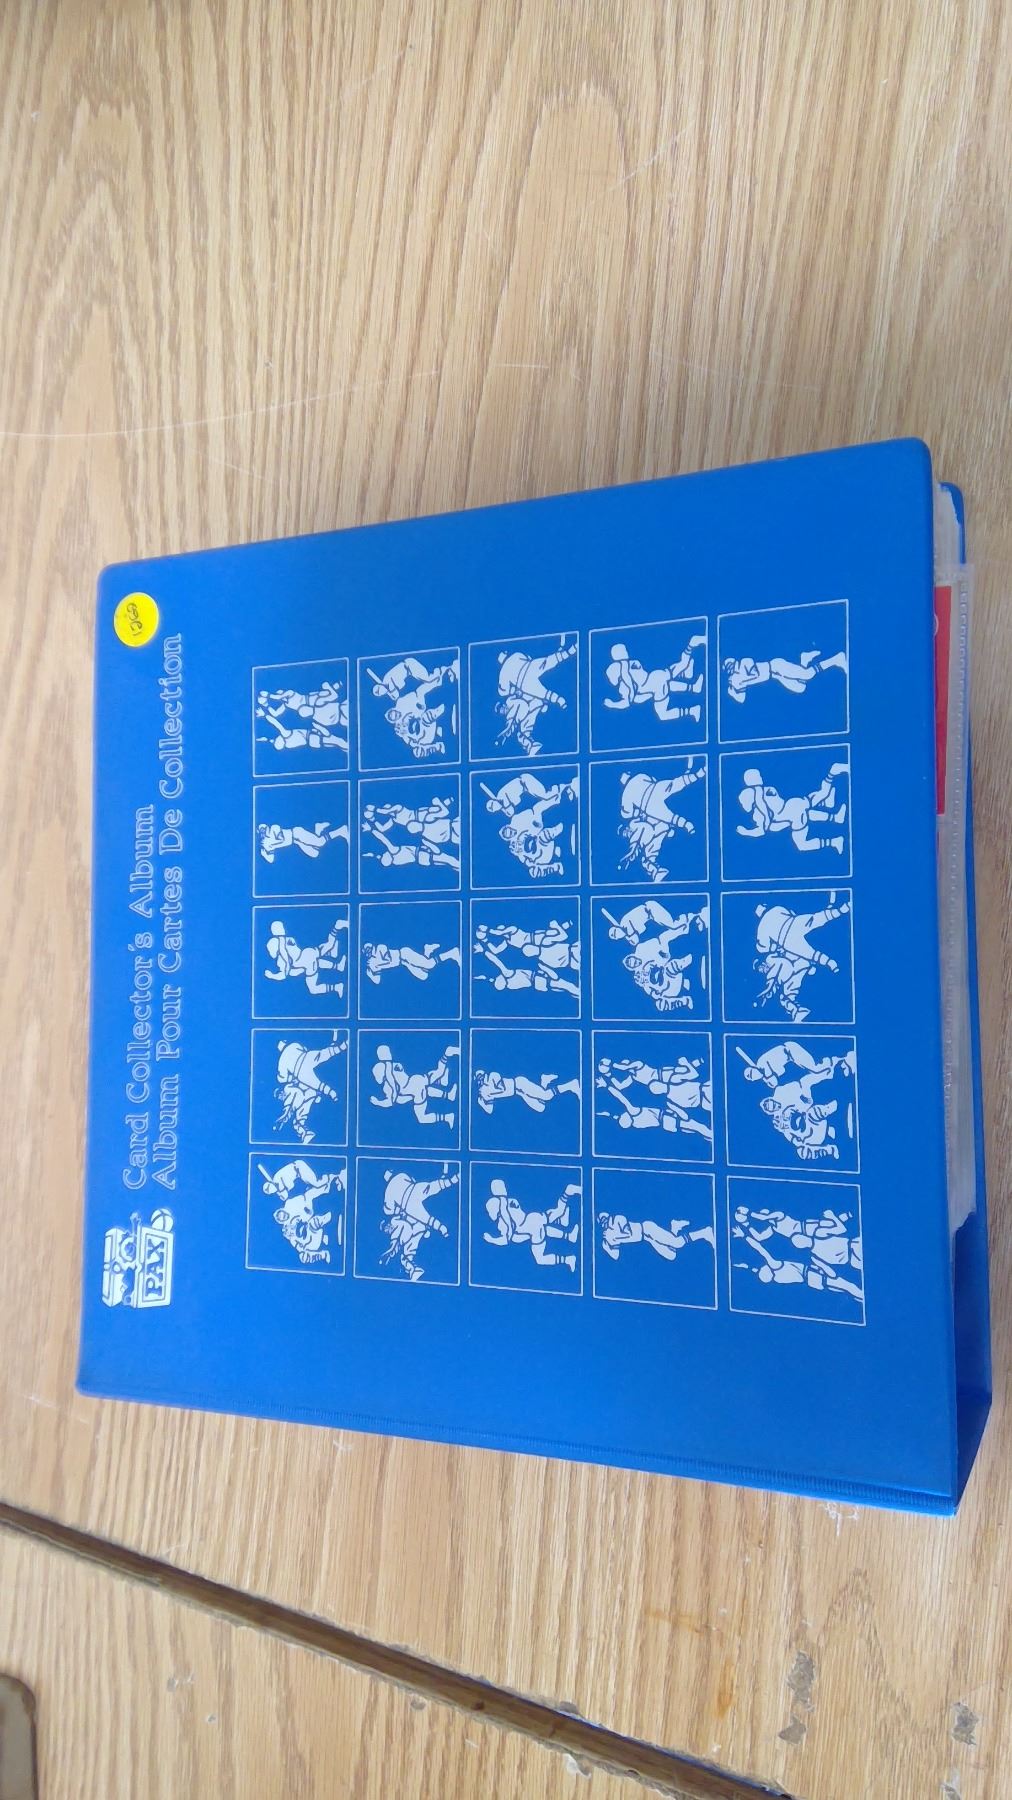 Card Collector's Album
Album Pour Cartes De Collection
PAX